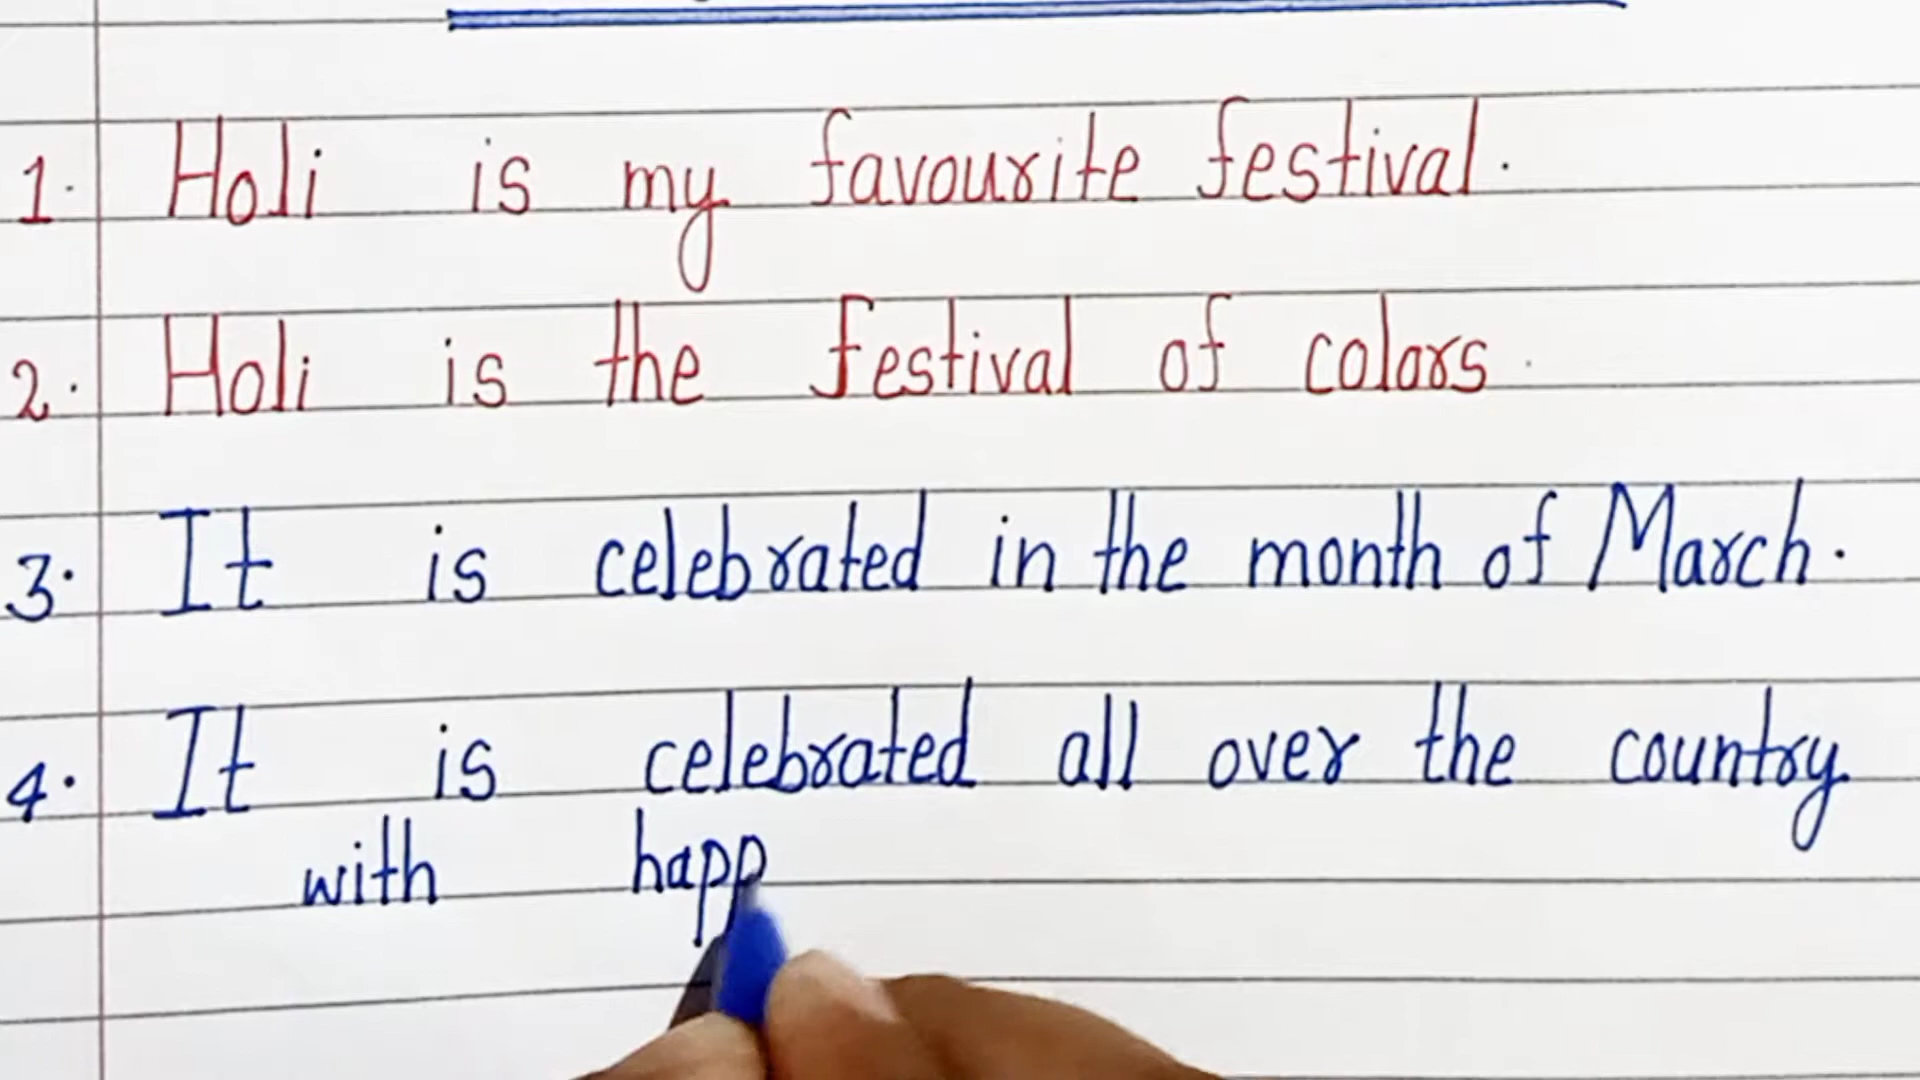 1. Holi is my favourite festival.
2. Holi is the festival of colors.
3. It is celebrated in the month of March.
4. It is celebrated all over the country
with happ